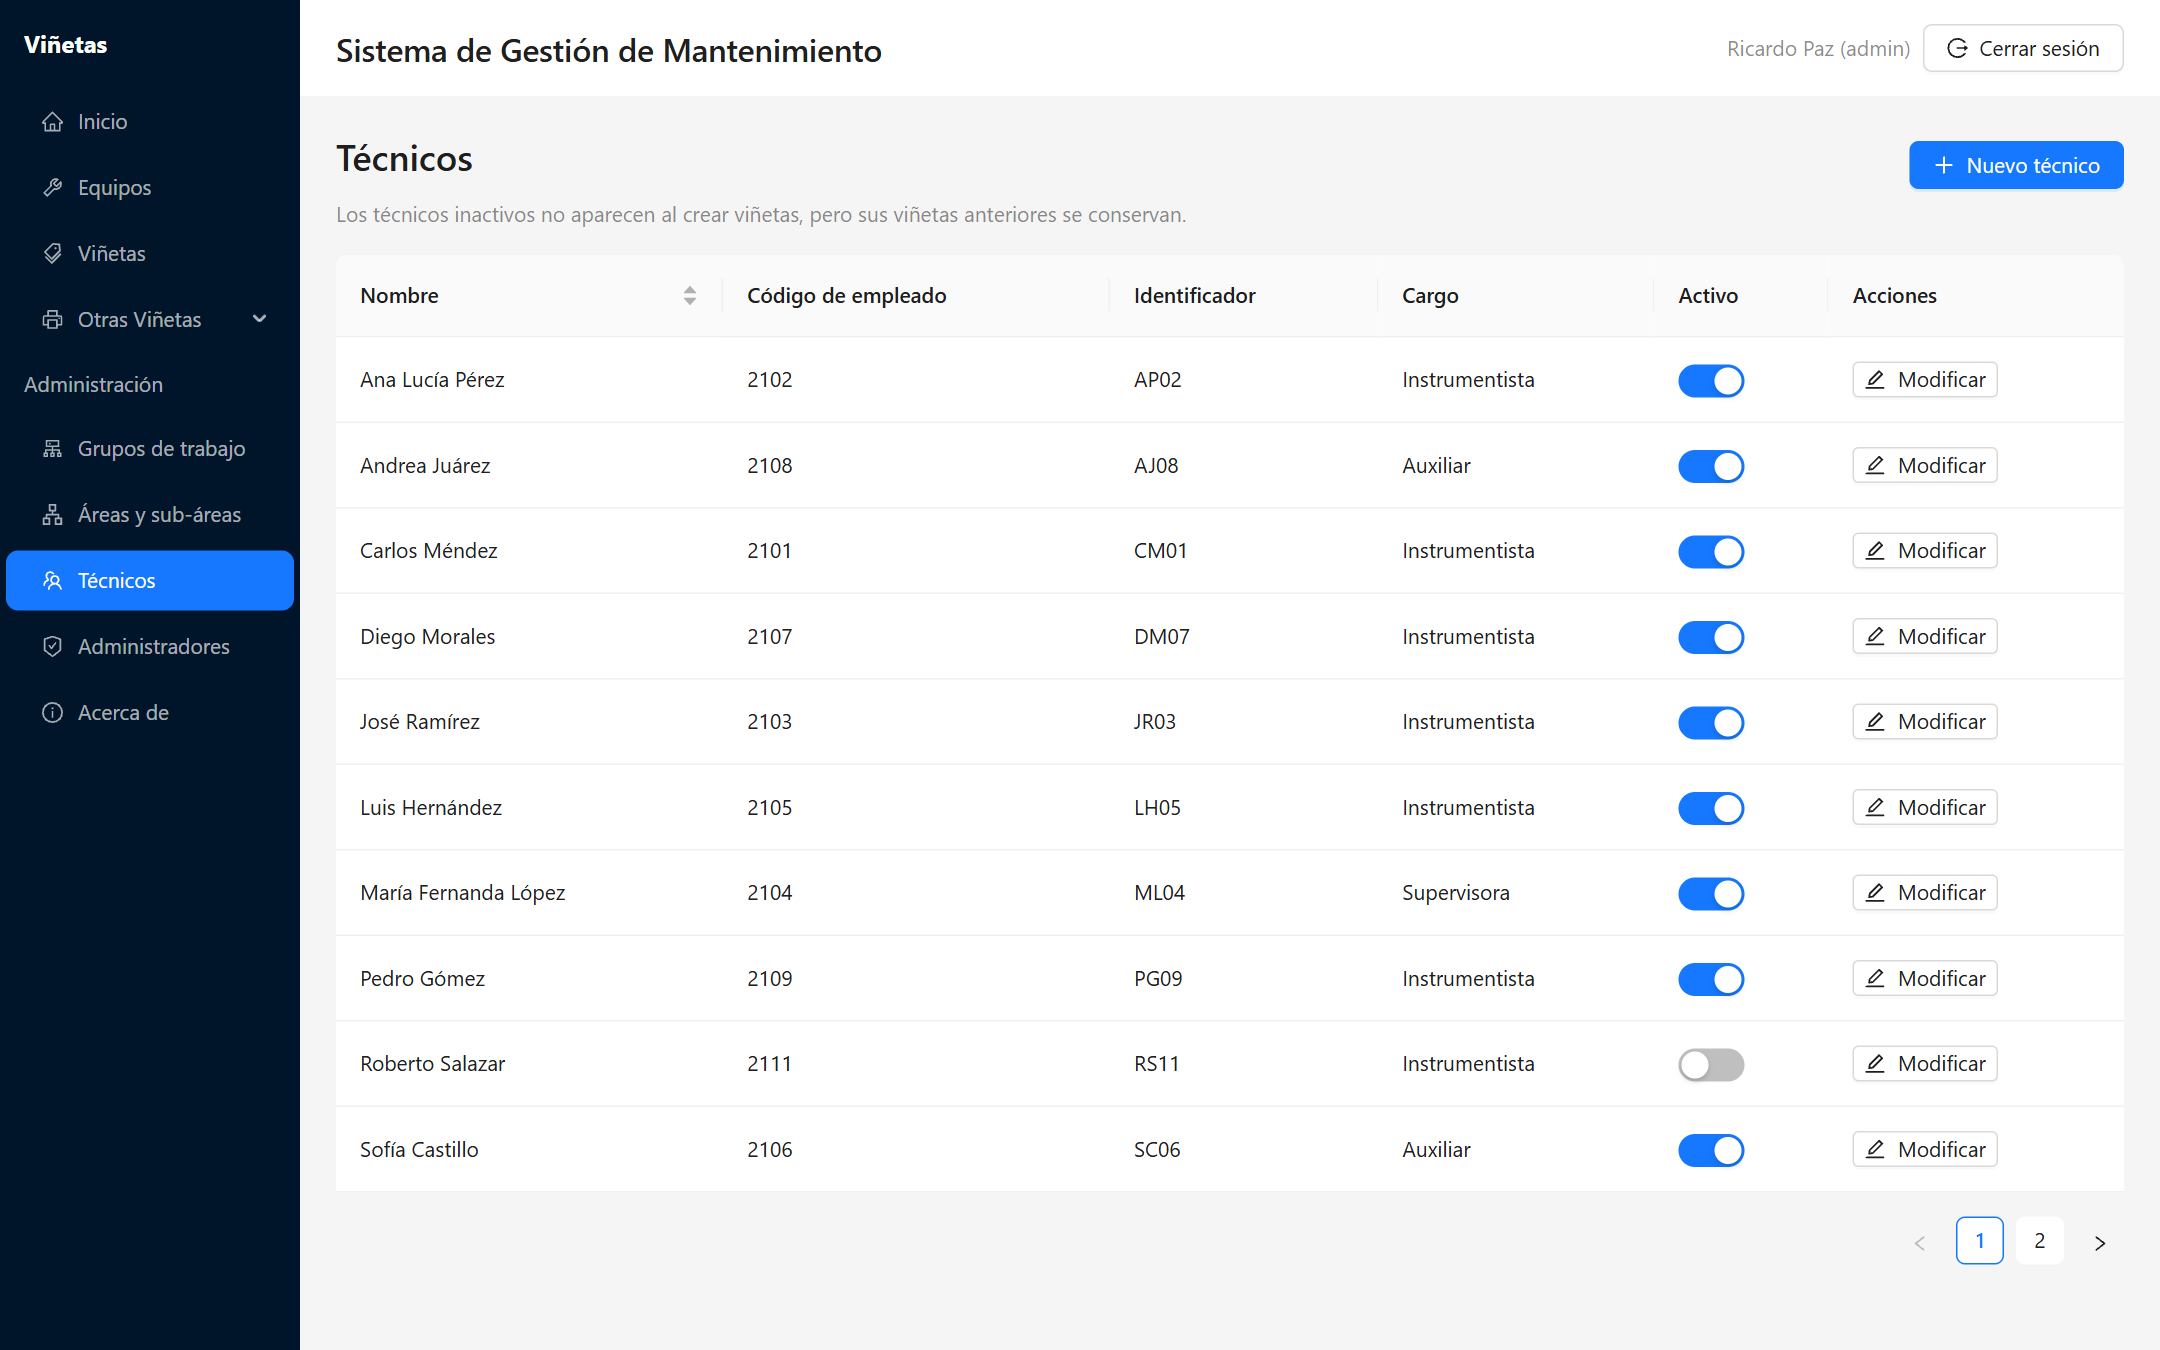 Viñetas
Inicio
Equipos
Viñetas
Otras Viñetas
Administración
Grupos de trabajo
Áreas y sub-áreas
Técnicos
Administradores
Acerca de
Sistema de Gestión de Mantenimiento
Ricardo Paz (admin) Cerrar sesión
Técnicos
Nuevo técnico
Los técnicos inactivos no aparecen al crear viñetas, pero sus viñetas anteriores se conservan.
Nombre Código de empleado Identificador Cargo Activo Acciones
Ana Lucía Pérez 2102 AP02 Instrumentista Modificar
Andrea Juárez 2108 AJ08 Auxiliar Modificar
Carlos Méndez 2101 CM01 Instrumentista Modificar
Diego Morales 2107 DM07 Instrumentista Modificar
José Ramírez 2103 JR03 Instrumentista Modificar
Luis Hernández 2105 LH05 Instrumentista Modificar
María Fernanda López 2104 ML04 Supervisora Modificar
Pedro Gómez 2109 PG09 Instrumentista Modificar
Roberto Salazar 2111 RS11 Instrumentista Modificar
Sofía Castillo 2106 SC06 Auxiliar Modificar
1 2